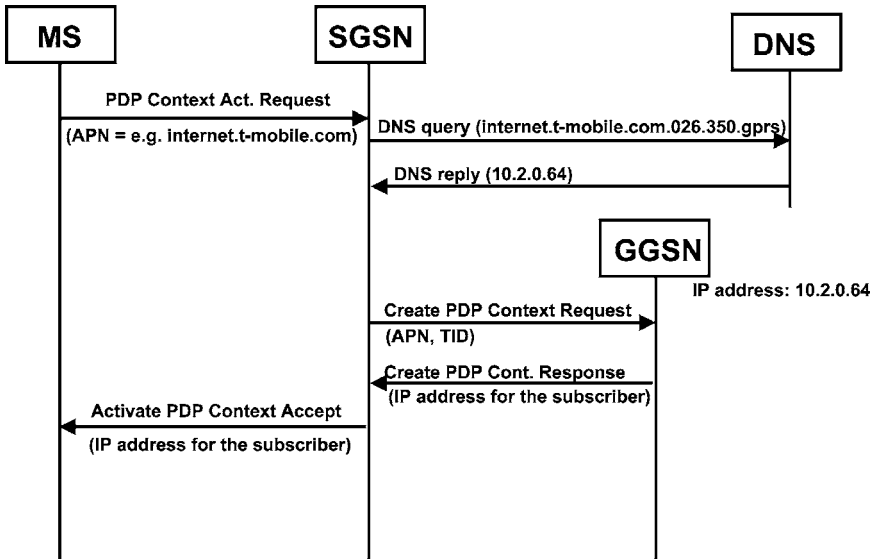 MS
SGSN
DNS
PDP Context Act. Request
(APN = e.g. internet.t-mobile.com)
DNS query (internet.t-mobile.com.026.350.gprs)
DNS reply (10.2.0.64)
GGSN
IP address: 10.2.0.64
Create PDP Context Request
(APN, TID)
Create PDP Cont. Response
(IP address for the subscriber)
Activate PDP Context Accept
(IP address for the subscriber)